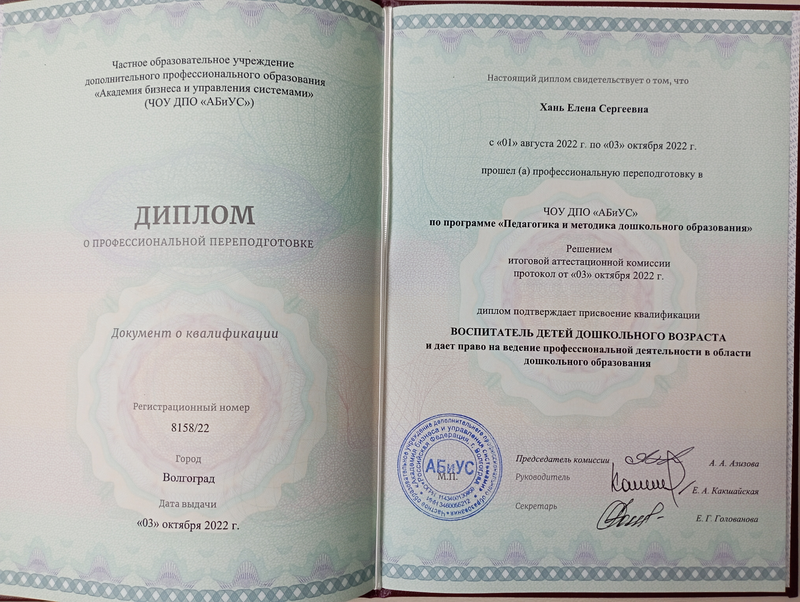 Частное образовательное учреждение
дополнительного профессионального образования
«Академия бизнеса и управления системами»
(ЧОУ ДПО «АБиУС»)
ДИПЛОМ
О ПРОФЕССИОНАЛЬНОЙ ПЕРЕПОДГОТОВКЕ
Документ о квалификации
Регистрационный номер
8158/22
Город
Волгоград
Дата выдачи
«03» октября 2022 г.
Настоящий диплом свидетельствует о том, что
Хань Елена Сергеевна
с «01» августа 2022 г. по «03» октября 2022 г.
прошел (а) профессиональную переподготовку в
ЧОУ ДПО «АБиУС»
по программе «Педагогика и методика дошкольного образования»
Решением
итоговой аттестационной комиссии
протокол от «03» октября 2022 г.
диплом подтверждает присвоение квалификации
ВОСПИТАТЕЛЬ ДЕТЕЙ ДОШКОЛЬНОГО ВОЗРАСТА
и дает право на ведение профессиональной деятельности в области
дошкольного образования
АБиУС
М.П.
Председатель комиссии
А. А. Азизова
Руководитель
Е. А. Какшайская
Секретарь
Е. Г. Голованова